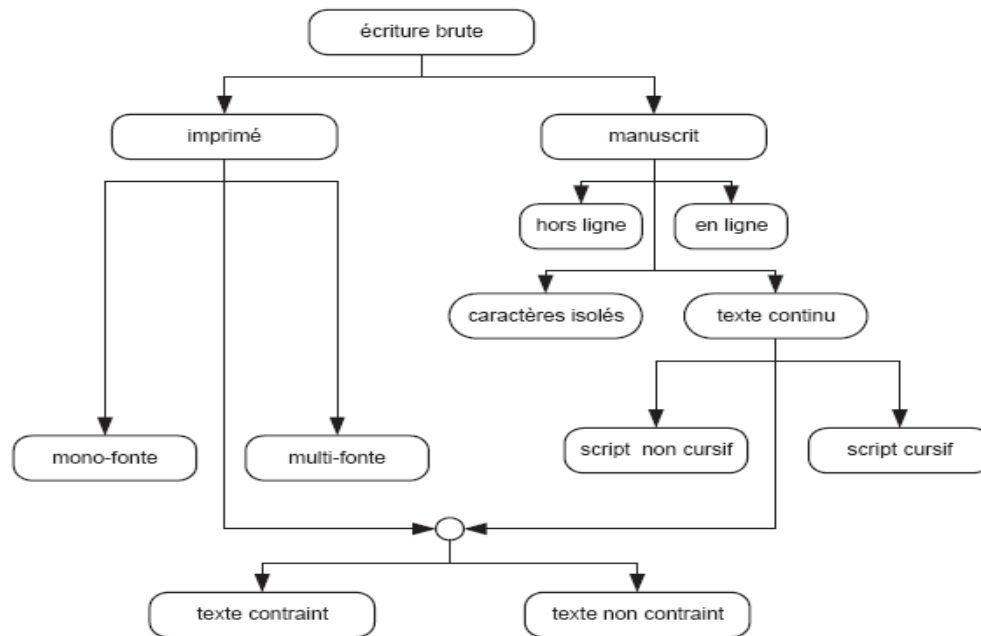 écriture brute
imprimé
manuscrit
hors ligne
en ligne
caractères isolés
texte continu
mono-fonte
multi-fonte
script non cursif
script cursif
texte contraint
texte non contraint